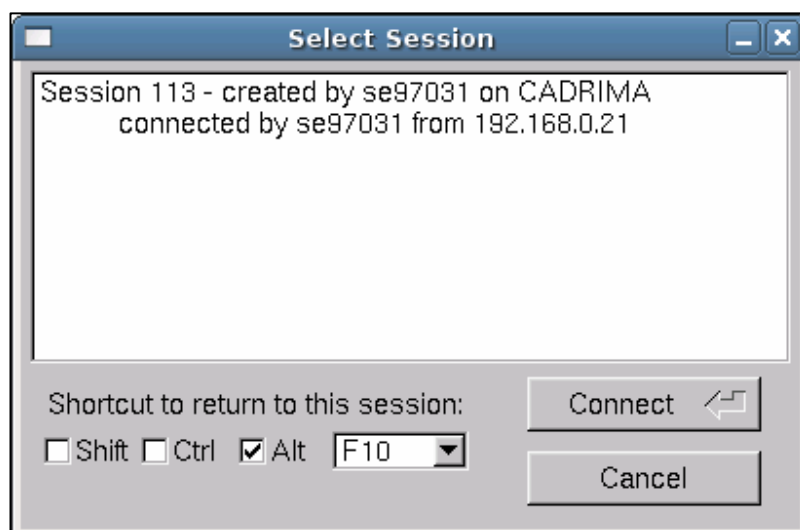 Select Session
Session 113 - created by se97031 on CADRIMA
connected by se97031 from 192.168.0.21
Shortcut to return to this session:
Connect
Shift Ctrl Alt F10
Cancel